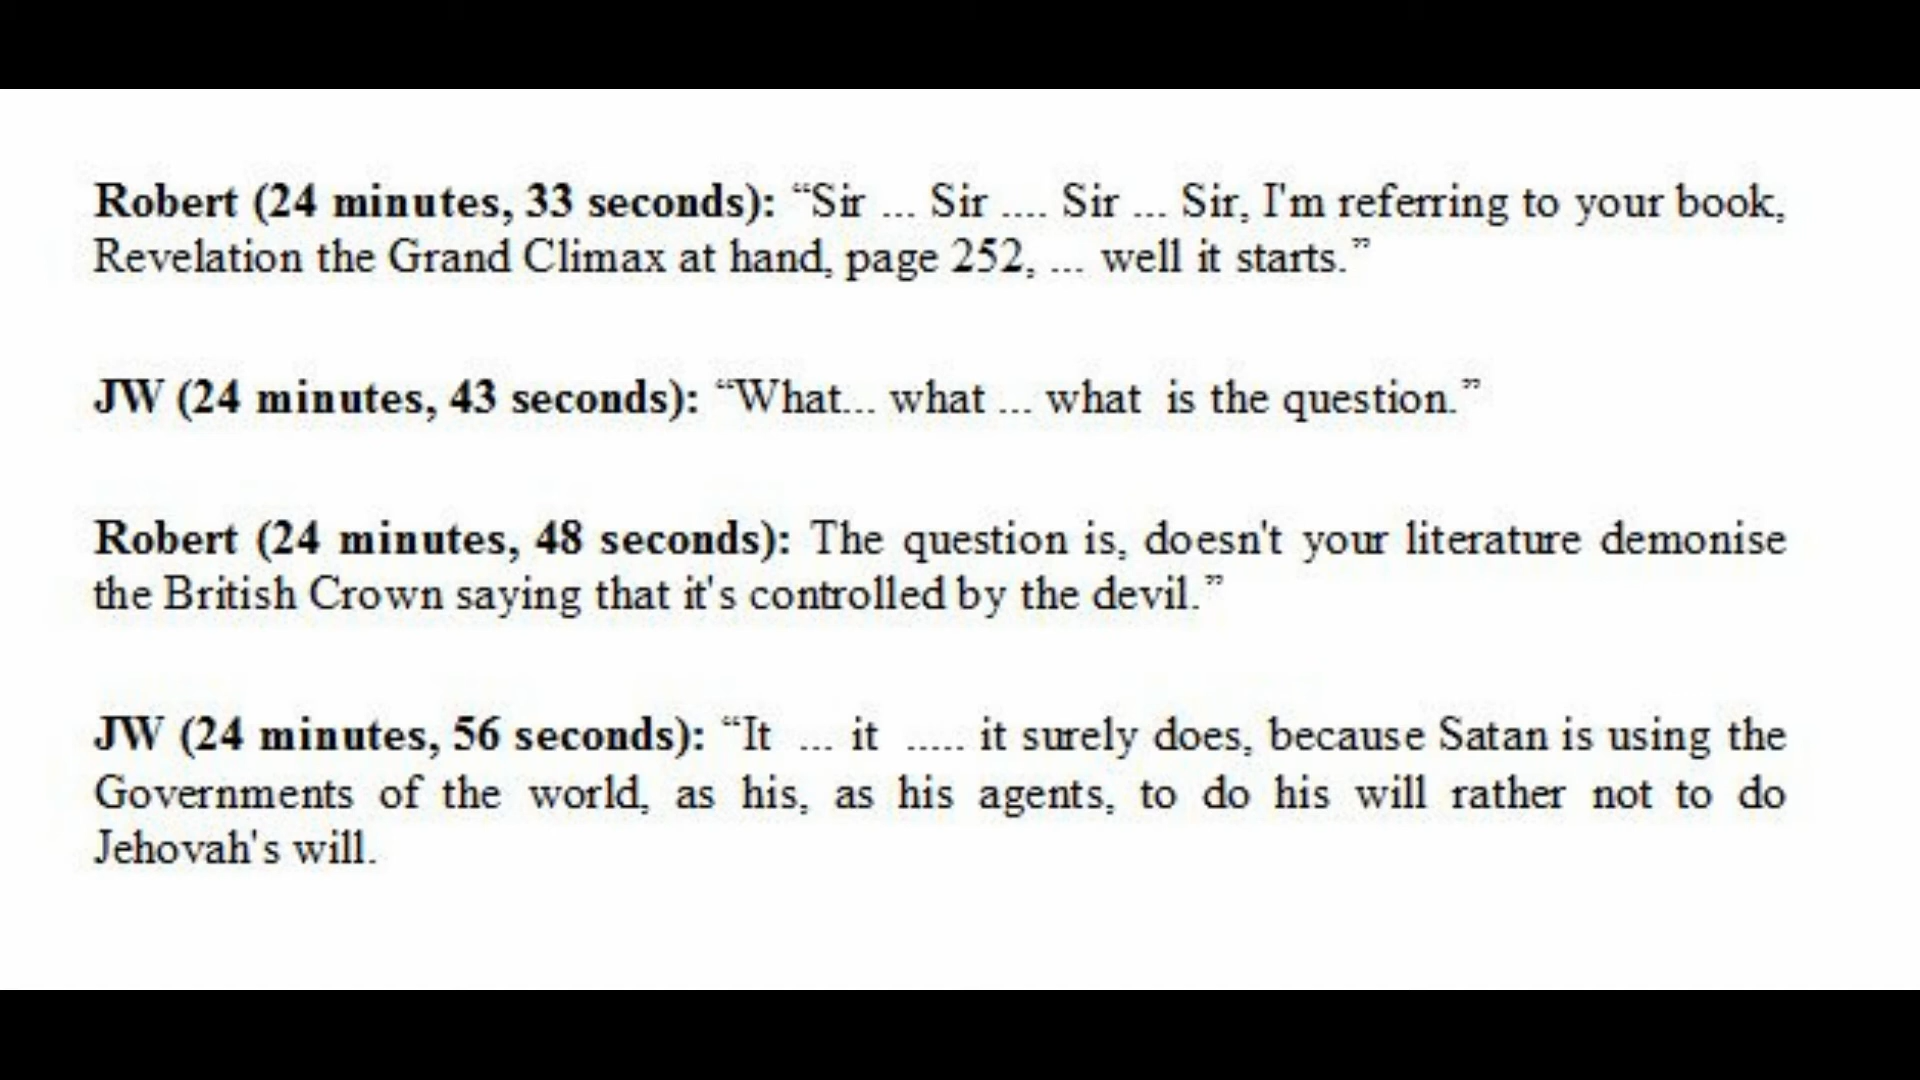 Robert (24 minutes, 33 seconds): “Sir ... Sir .... Sir ... Sir, I'm referring to your book,
Revelation the Grand Climax at hand, page 252, ... well it starts.”
JW (24 minutes, 43 seconds): “What... what ... what is the question.”
Robert (24 minutes, 48 seconds): The question is, doesn't your literature demonise
the British Crown saying that it's controlled by the devil.”
JW (24 minutes, 56 seconds): “It ... it ..... it surely does, because Satan is using the
Governments of the world, as his, as his agents, to do his will rather not to do
Jehovah's will.